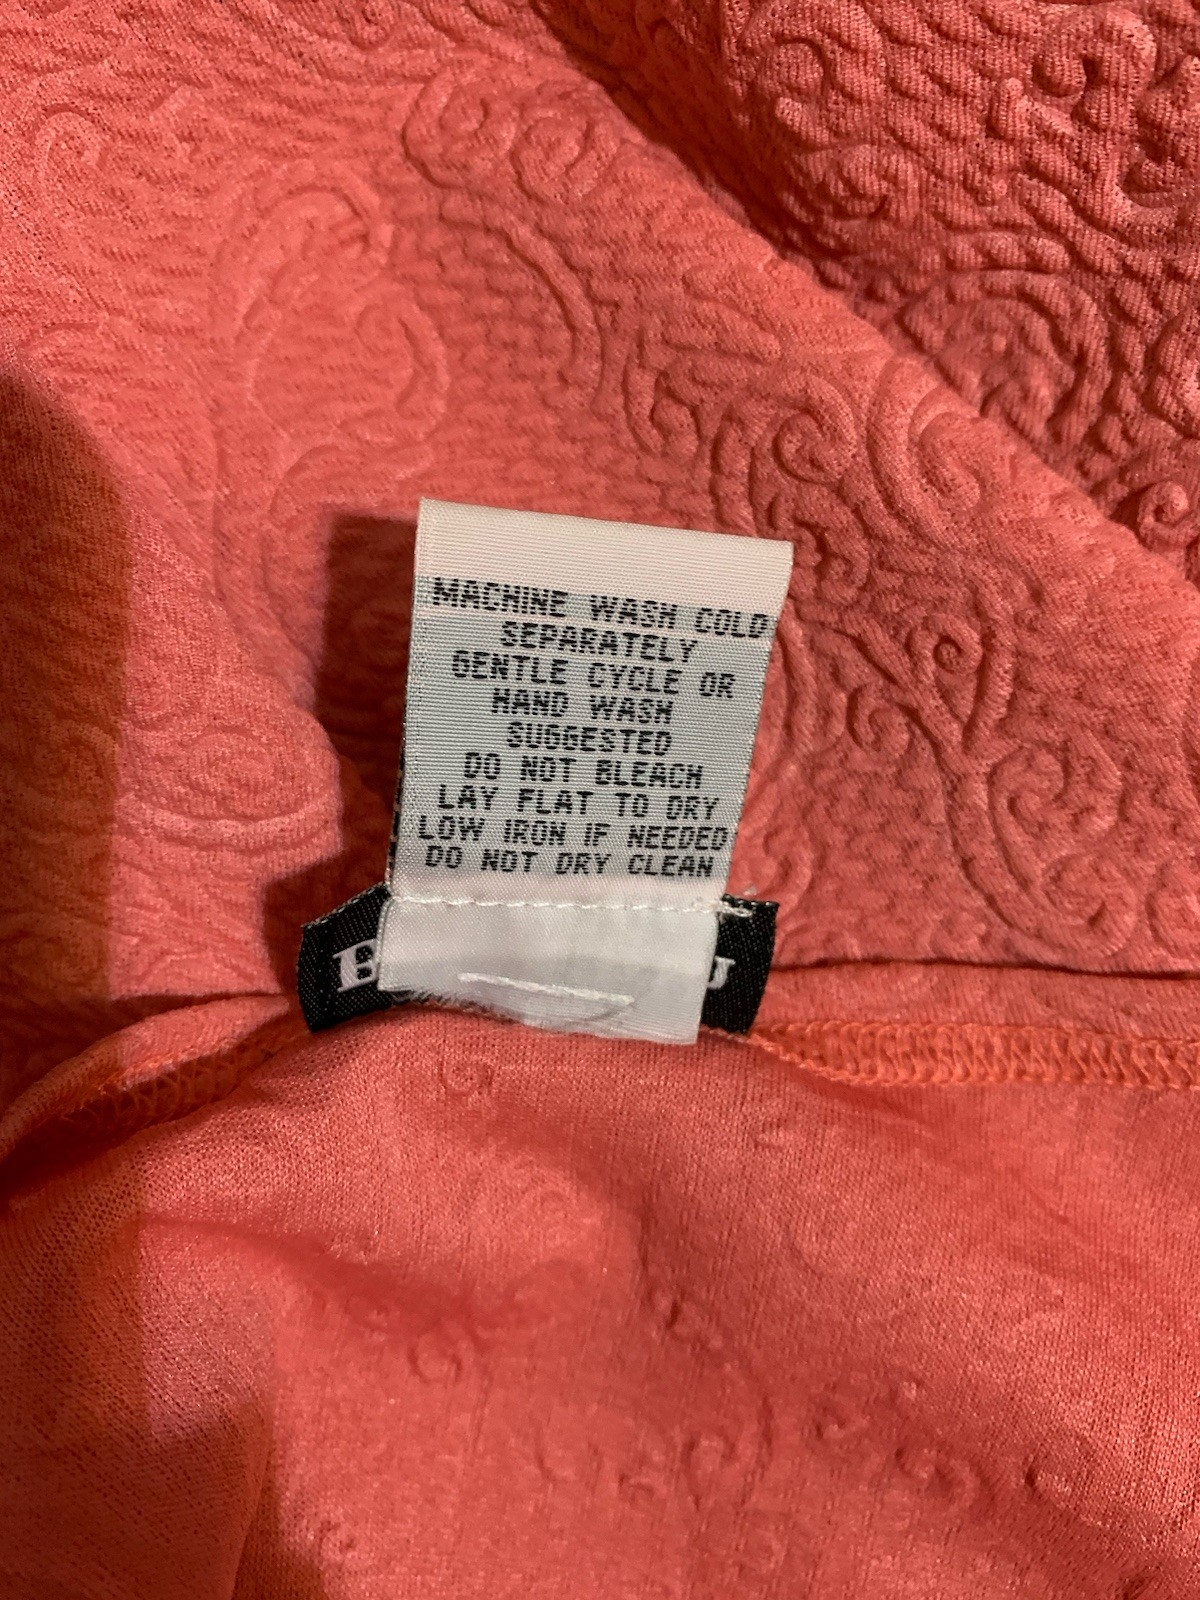 MACHINE WASH COLD
SEPARATELY
GENTLE CYCLE OR
HAND WASH
SUGGESTED
DO NOT BLEACH
LAY FLAT TO DRY
LOW IRON IF NEEDED
DO NOT DRY CLEAN